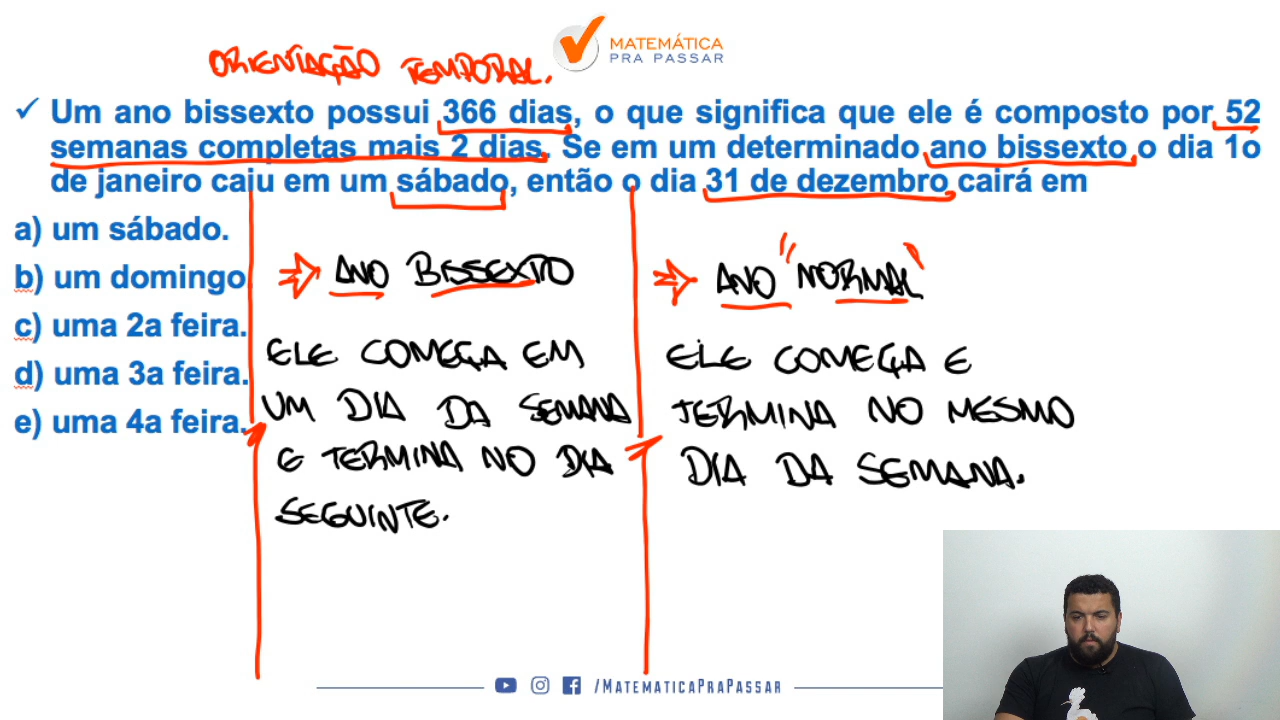 ORIENTAÇÃO TEMPORAL.
MATEMÁTICA
PRA PASSAR
✓ Um ano bissexto possui 366 dias, o que significa que ele é composto por 52
semanas completas mais 2 dias. Se em um determinado ano bissexto o dia 1o
de janeiro caiu em um sábado, então o dia 31 de dezembro cairá em
a) um sábado.
b) um domingo
c) uma 2a feira.
d) uma 3a feira.
e) uma 4a feira.
⇒ ANO BISSEXTO
ELE COMEÇA EM
UM DIA DA SEMANA
E TERMINA NO DIA
SEGUINTE.
⇒ ANO "NORMAL"
ELE COMEÇA E
TERMINA NO MESMO
DIA DA SEMANA.
/MATEMATICAPRAPASSAR